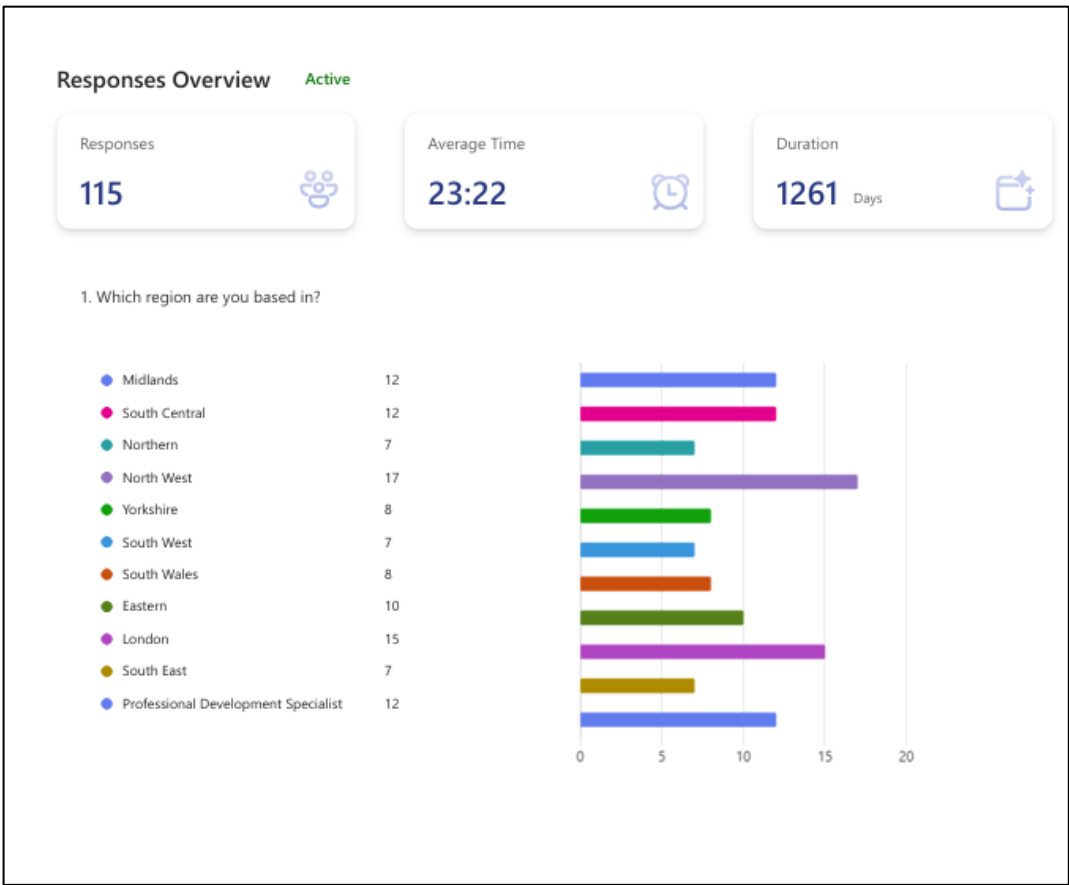 Responses Overview Active
Responses Average Time Duration
115 23:22 1261 Days
1. Which region are you based in?
Midlands 12
South Central 12
Northern 7
North West 17
Yorkshire 8
South West 7
South Wales 8
Eastern 10
London 15
South East 7
Professional Development Specialist 12
0 5 10 15 20